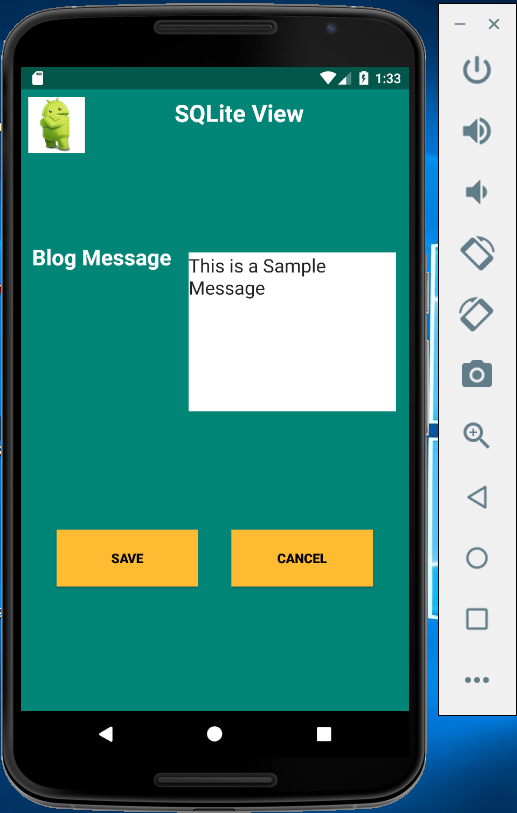 1:33
SQLite View
Blog Message
This is a Sample
Message
SAVE
CANCEL